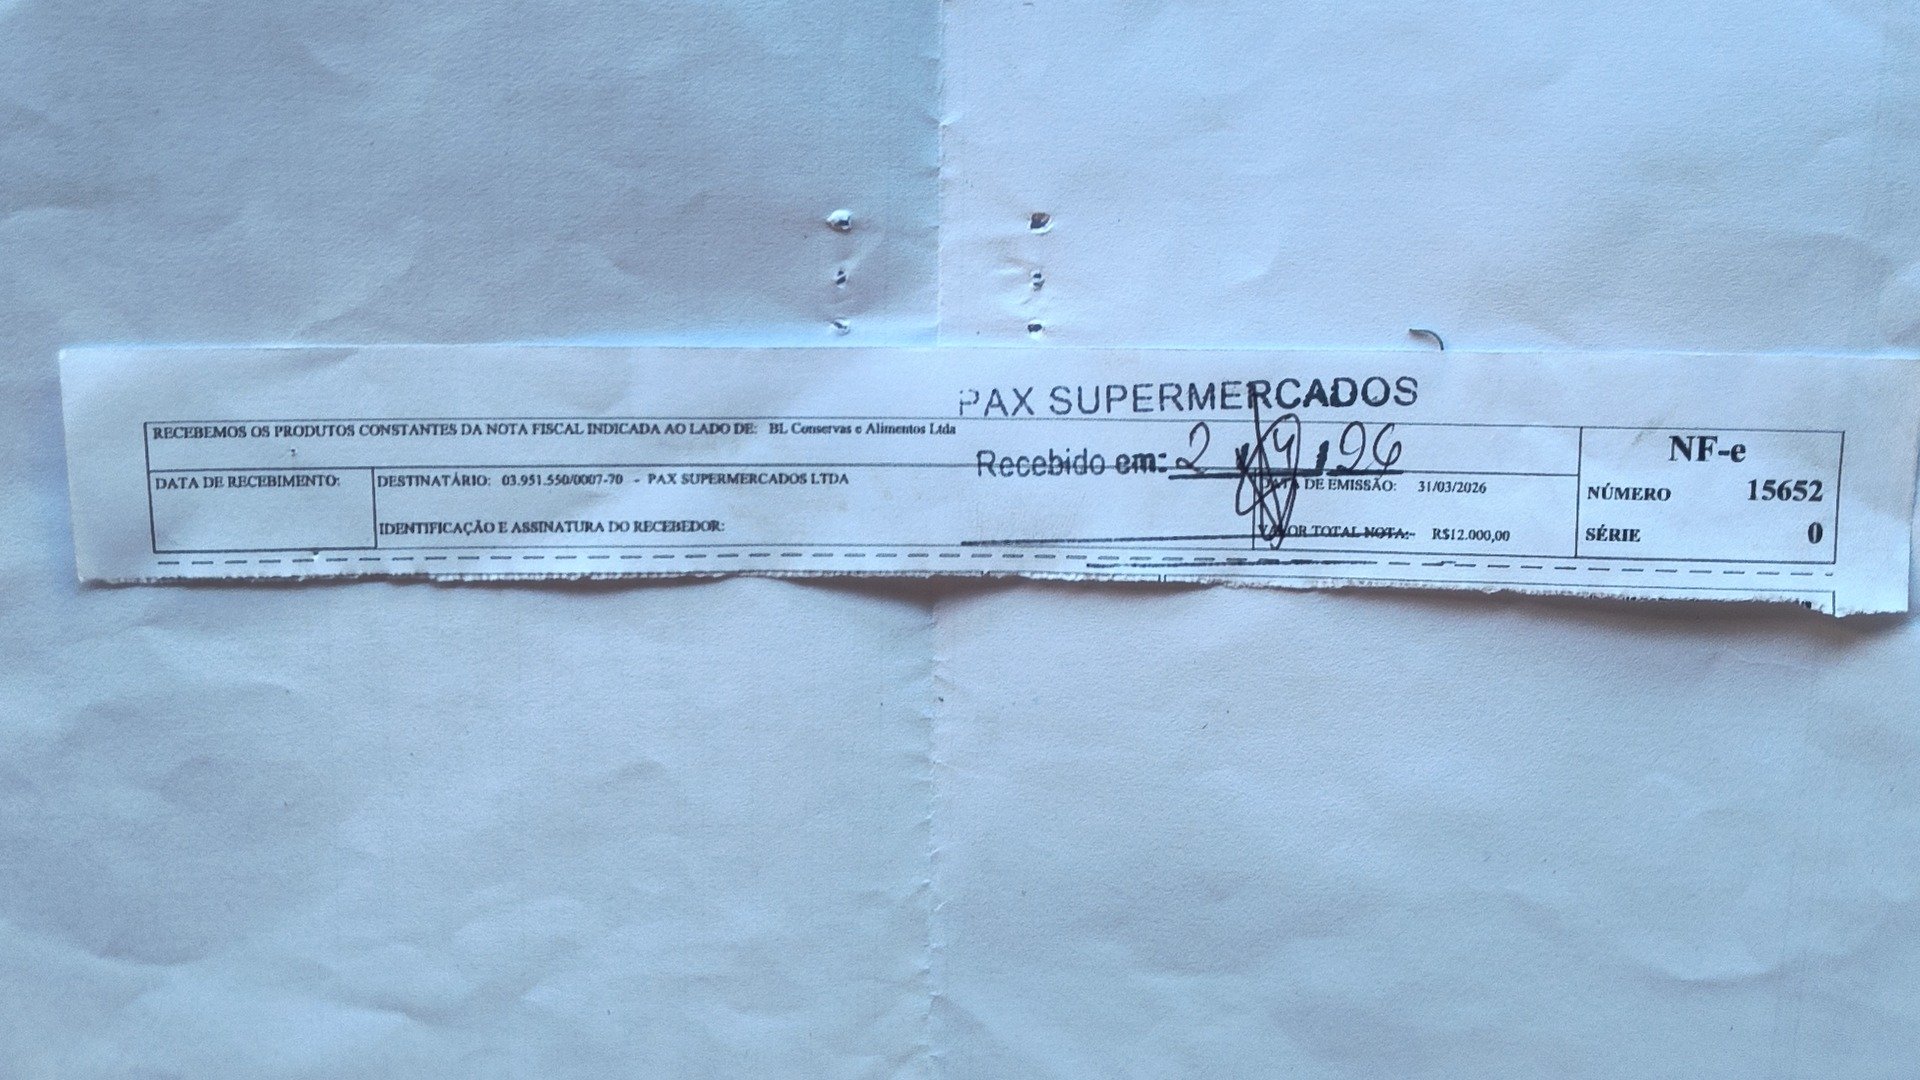 PAX SUPERMERCADOS
RECEBEMOS OS PRODUTOS CONSTANTES DA NOTA FISCAL INDICADA AO LADO DE: BL Conservas e Alimentos Ltda
Recebido em: 2 4 26
NF-e
DATA DE RECEBIMENTO:
DESTINATÁRIO: 03.951.550/0007-70 - PAX SUPERMERCADOS LTDA
DATA DE EMISSÃO: 31/03/2026
NÚMERO 15652
IDENTIFICAÇÃO E ASSINATURA DO RECEBEDOR:
VALOR TOTAL NOTA:- R$12.000,00
SÉRIE 0